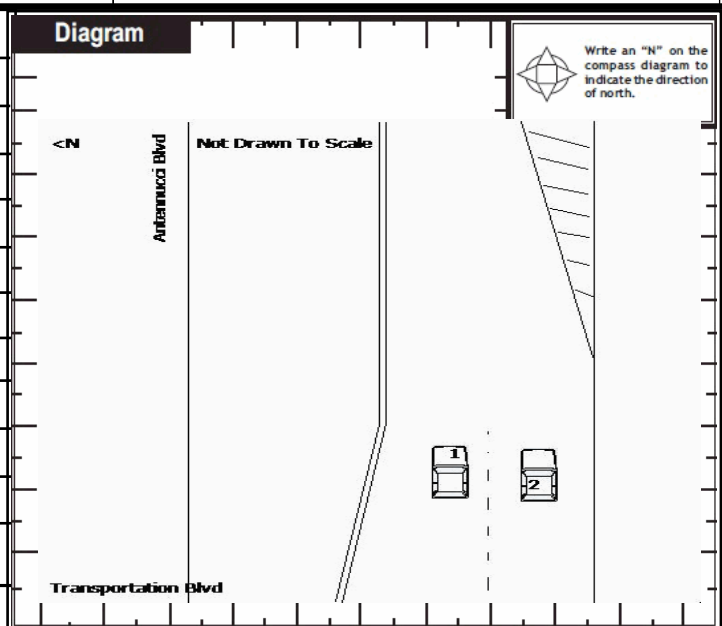 Diagram
Write an “N” on the
compass diagram to
indicate the direction
of north.
<N
Antennucci Blvd
Not Drawn To Scale
1
2
Transportation Blvd